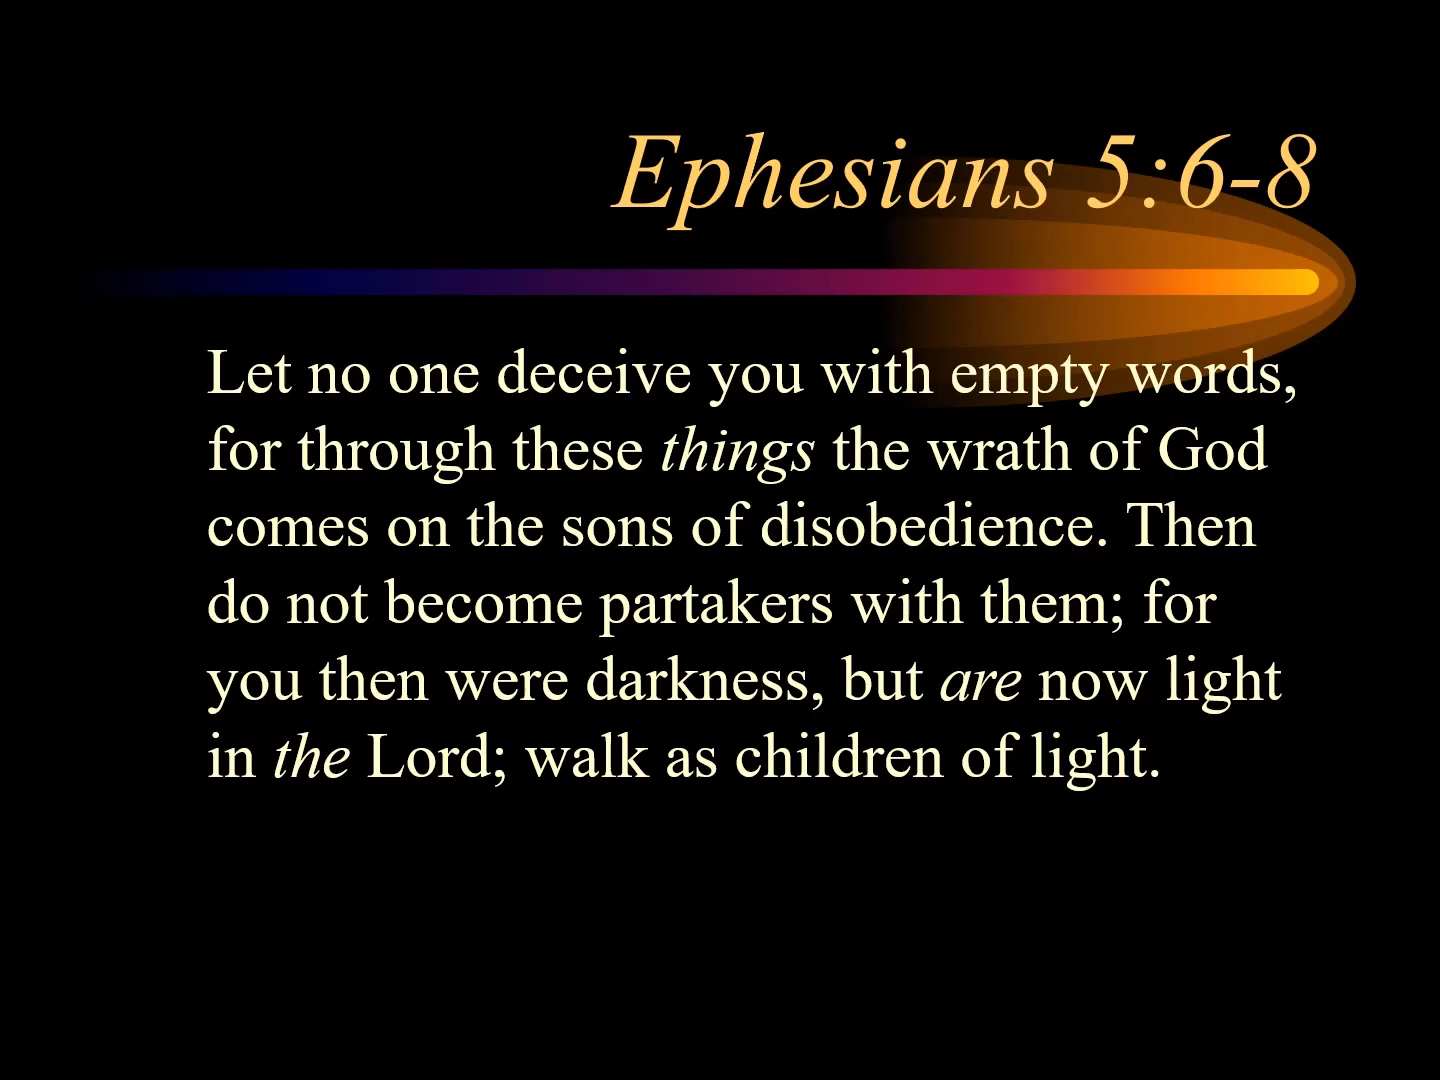 Ephesians 5:6-8
Let no one deceive you with empty words,
for through these things the wrath of God
comes on the sons of disobedience. Then
do not become partakers with them; for
you then were darkness, but are now light
in the Lord; walk as children of light.